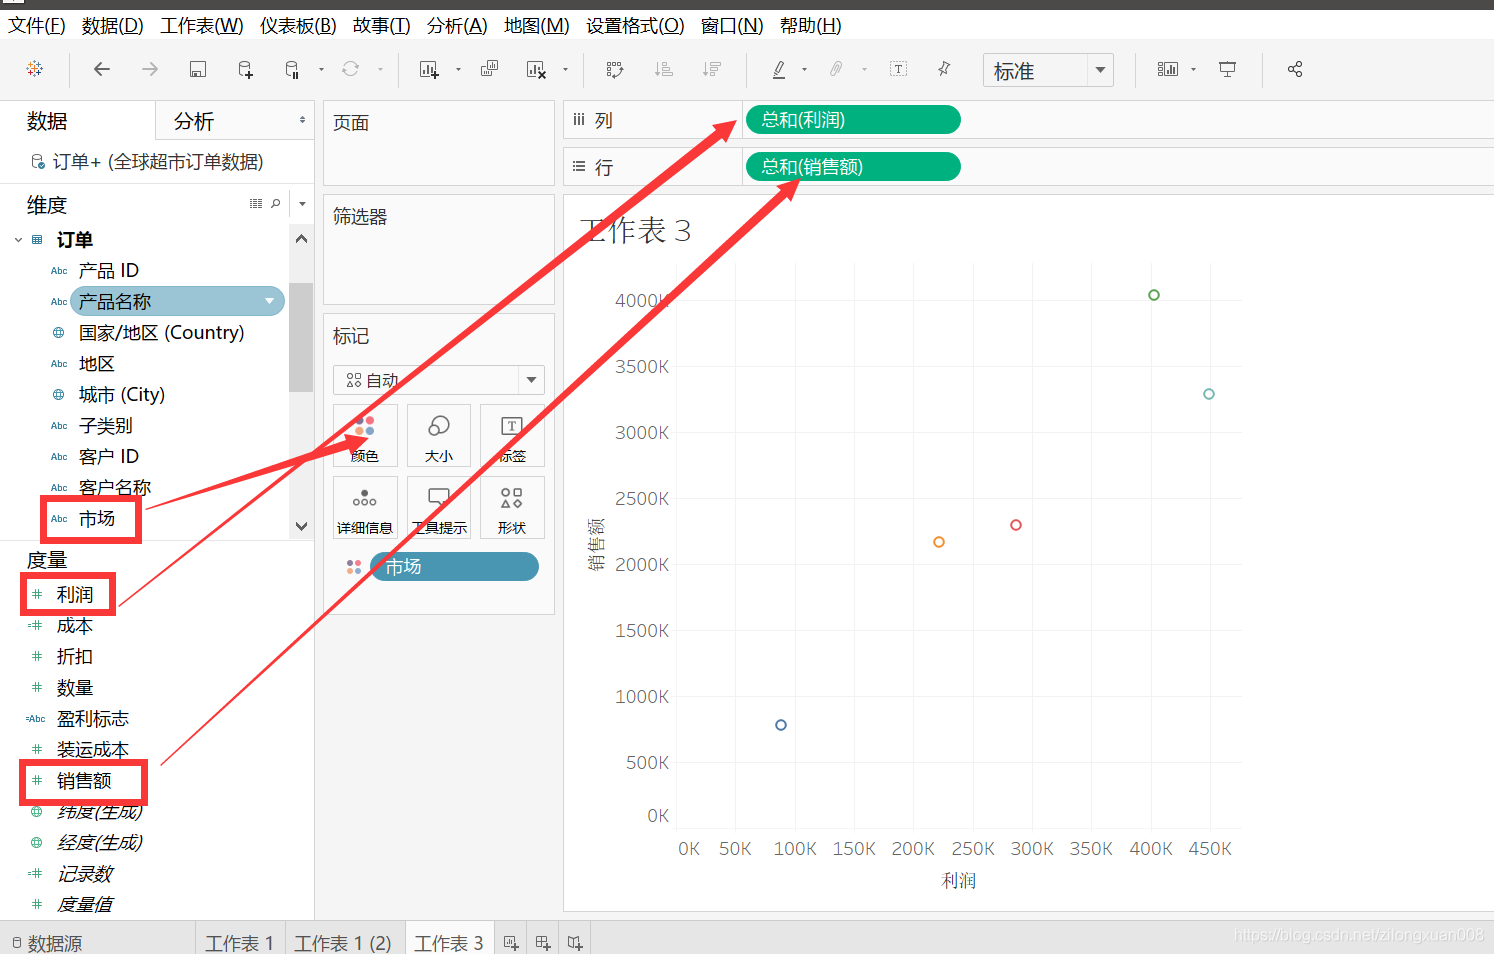 文件(F) 数据(D) 工作表(W) 仪表板(B) 故事(T) 分析(A) 地图(M) 设置格式(O) 窗口(N) 帮助(H)
标准
数据 分析
订单+ (全球超市订单数据)
维度
订单
Abc 产品 ID
Abc 产品名称
国家/地区 (Country)
Abc 地区
城市 (City)
Abc 子类别
Abc 客户 ID
Abc 客户名称
Abc 市场
度量
# 利润
=# 成本
# 折扣
# 数量
=Abc 盈利标志
# 装运成本
# 销售额
纬度(生成)
经度(生成)
=# 记录数
# 度量值
页面
筛选器
标记
自动
颜色 大小 标签
详细信息 工具提示 形状
市场
列 总和(利润)
行 总和(销售额)
工作表 3
4000K
3500K
3000K
2500K
2000K
1500K
1000K
500K
0K
销售额
0K 50K 100K 150K 200K 250K 300K 350K 400K 450K
利润
数据源 工作表 1 工作表 1 (2) 工作表 3
https://blog.csdn.net/zilongxuan008